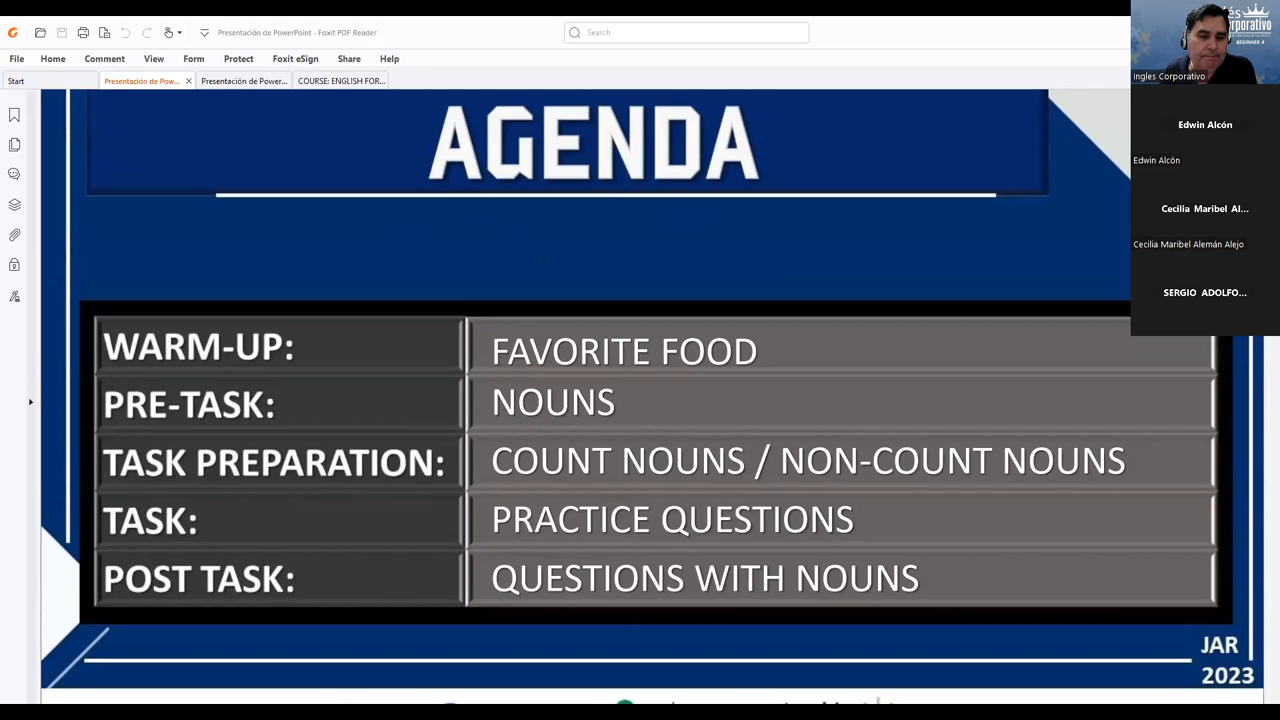 Presentación de PowerPoint - Foxit PDF Reader
Search
File Home Comment View Form Protect Foxit eSign Share Help
Start
Presentación de Pow... ×
Presentación de Power...
COURSE: ENGLISH FOR...
AGENDA
WARM-UP: FAVORITE FOOD
PRE-TASK: NOUNS
TASK PREPARATION: COUNT NOUNS / NON-COUNT NOUNS
TASK: PRACTICE QUESTIONS
POST TASK: QUESTIONS WITH NOUNS
JAR
2023
BEGINNER 4
Ingles Corporativo
Edwin Alcón
Edwin Alcón
Cecilia Maribel Al...
Cecilia Maribel Alemán Alejo
SERGIO ADOLFO...